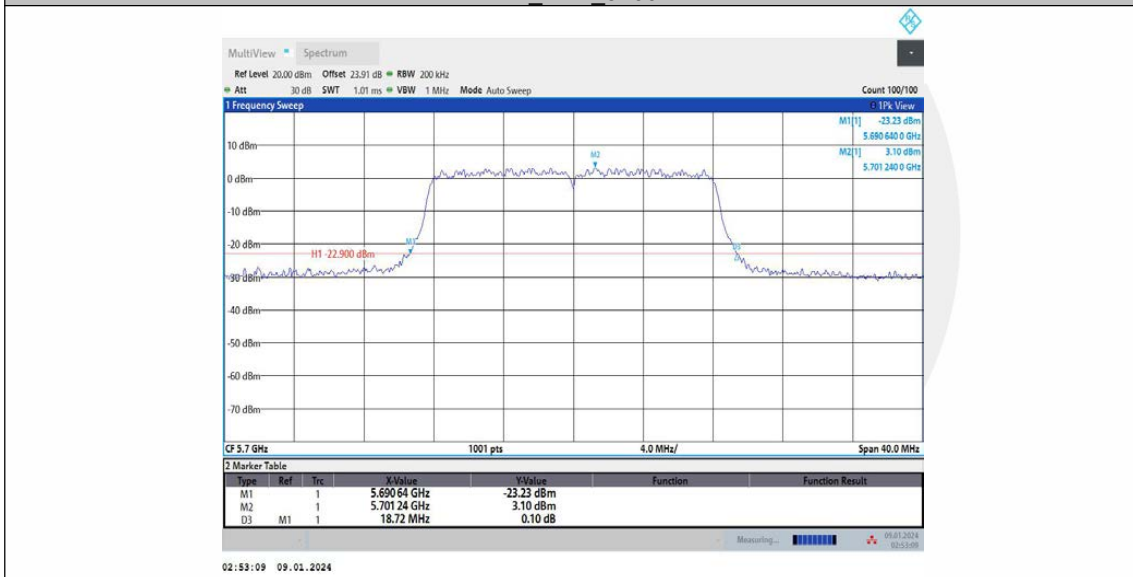 MultiView Spectrum
Ref Level 20.00 dBm Offset 23.91 dB RBW 200 kHz
Att 30 dB SWT 1.01 ms VBW 1 MHz Mode Auto Sweep Count 100/100
1 Frequency Sweep 1Pk View
M1[1] -23.23 dBm
5.690 640 0 GHz
M2[1] 3.10 dBm
5.701 240 0 GHz
10 dBm
M2
0 dBm
-10 dBm
-20 dBm
M1
D3
H1 -22.900 dBm
-30 dBm
-40 dBm
-50 dBm
-60 dBm
-70 dBm
CF 5.7 GHz 1001 pts 4.0 MHz/ Span 40.0 MHz
2 Marker Table
Type Ref Trc X-Value Y-Value Function Function Result
M1 1 5.690 64 GHz -23.23 dBm
M2 1 5.701 24 GHz 3.10 dBm
D3 M1 1 18.72 MHz 0.10 dB
Measuring... 09.01.2024
02:53:09
02:53:09 09.01.2024